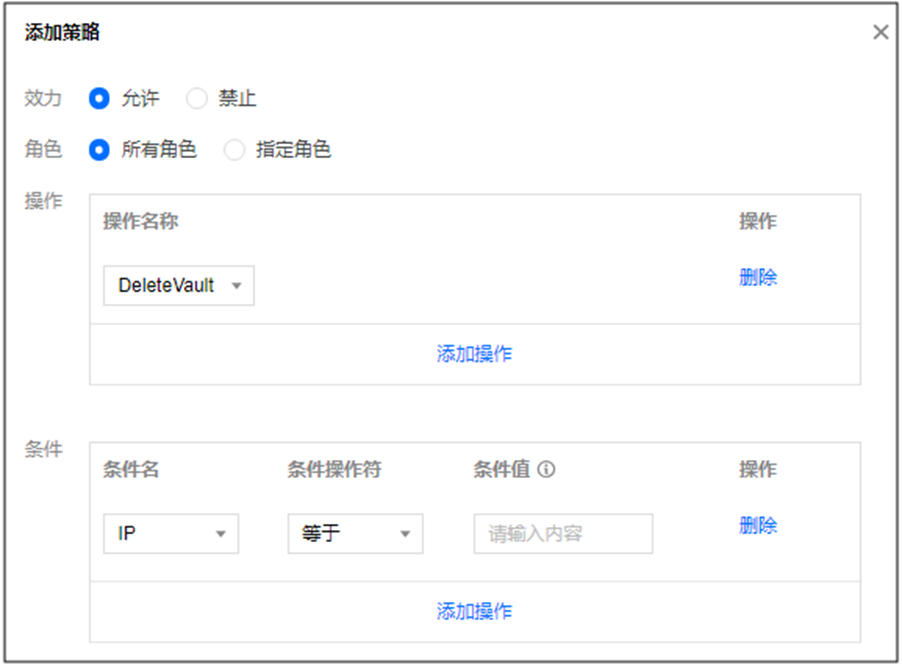 添加策略
效力 允许 禁止
角色 所有角色 指定角色
操作
操作名称 操作
DeleteVault 删除
添加操作
条件
条件名 条件操作符 条件值 操作
IP 等于 请输入内容 删除
添加操作